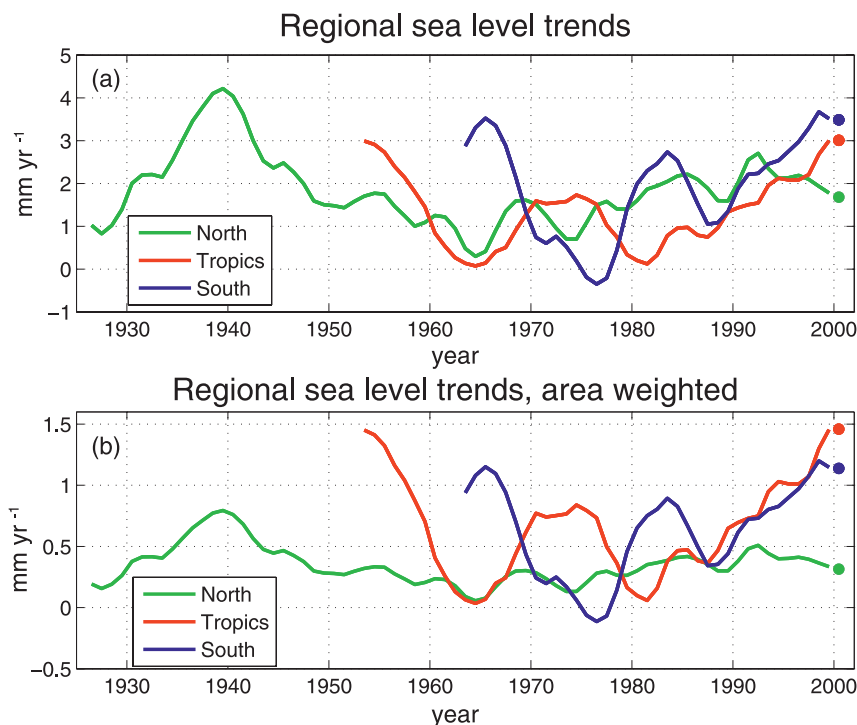 Regional sea level trends
(a)
5
4
3
2
1
0
−1
mm yr⁻¹
North
Tropics
South
1930 1940 1950 1960 1970 1980 1990 2000
year
Regional sea level trends, area weighted
(b)
1.5
1
0.5
0
−0.5
mm yr⁻¹
North
Tropics
South
1930 1940 1950 1960 1970 1980 1990 2000
year